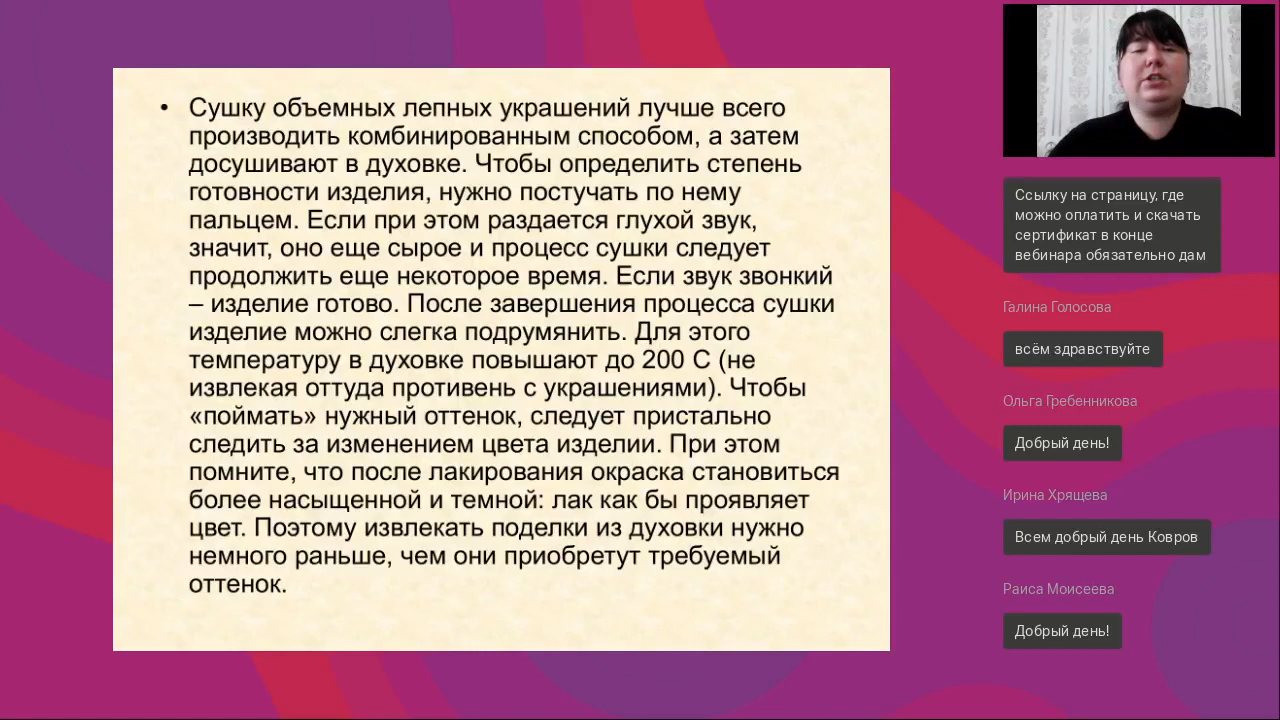 • Сушку объемных лепных украшений лучше всего
производить комбинированным способом, а затем
досушивают в духовке. Чтобы определить степень
готовности изделия, нужно постучать по нему
пальцем. Если при этом раздается глухой звук,
значит, оно еще сырое и процесс сушки следует
продолжить еще некоторое время. Если звук звонкий
– изделие готово. После завершения процесса сушки
изделие можно слегка подрумянить. Для этого
температуру в духовке повышают до 200 С (не
извлекая оттуда противень с украшениями). Чтобы
«поймать» нужный оттенок, следует пристально
следить за изменением цвета изделии. При этом
помните, что после лакирования окраска становиться
более насыщенной и темной: лак как бы проявляет
цвет. Поэтому извлекать поделки из духовки нужно
немного раньше, чем они приобретут требуемый
оттенок.
Ссылку на страницу, где
можно оплатить и скачать
сертификат в конце
вебинара обязательно дам
Галина Голосова
всём здравствуйте
Ольга Гребенникова
Добрый день!
Ирина Хрящева
Всем добрый день Ковров
Раиса Моисеева
Добрый день!